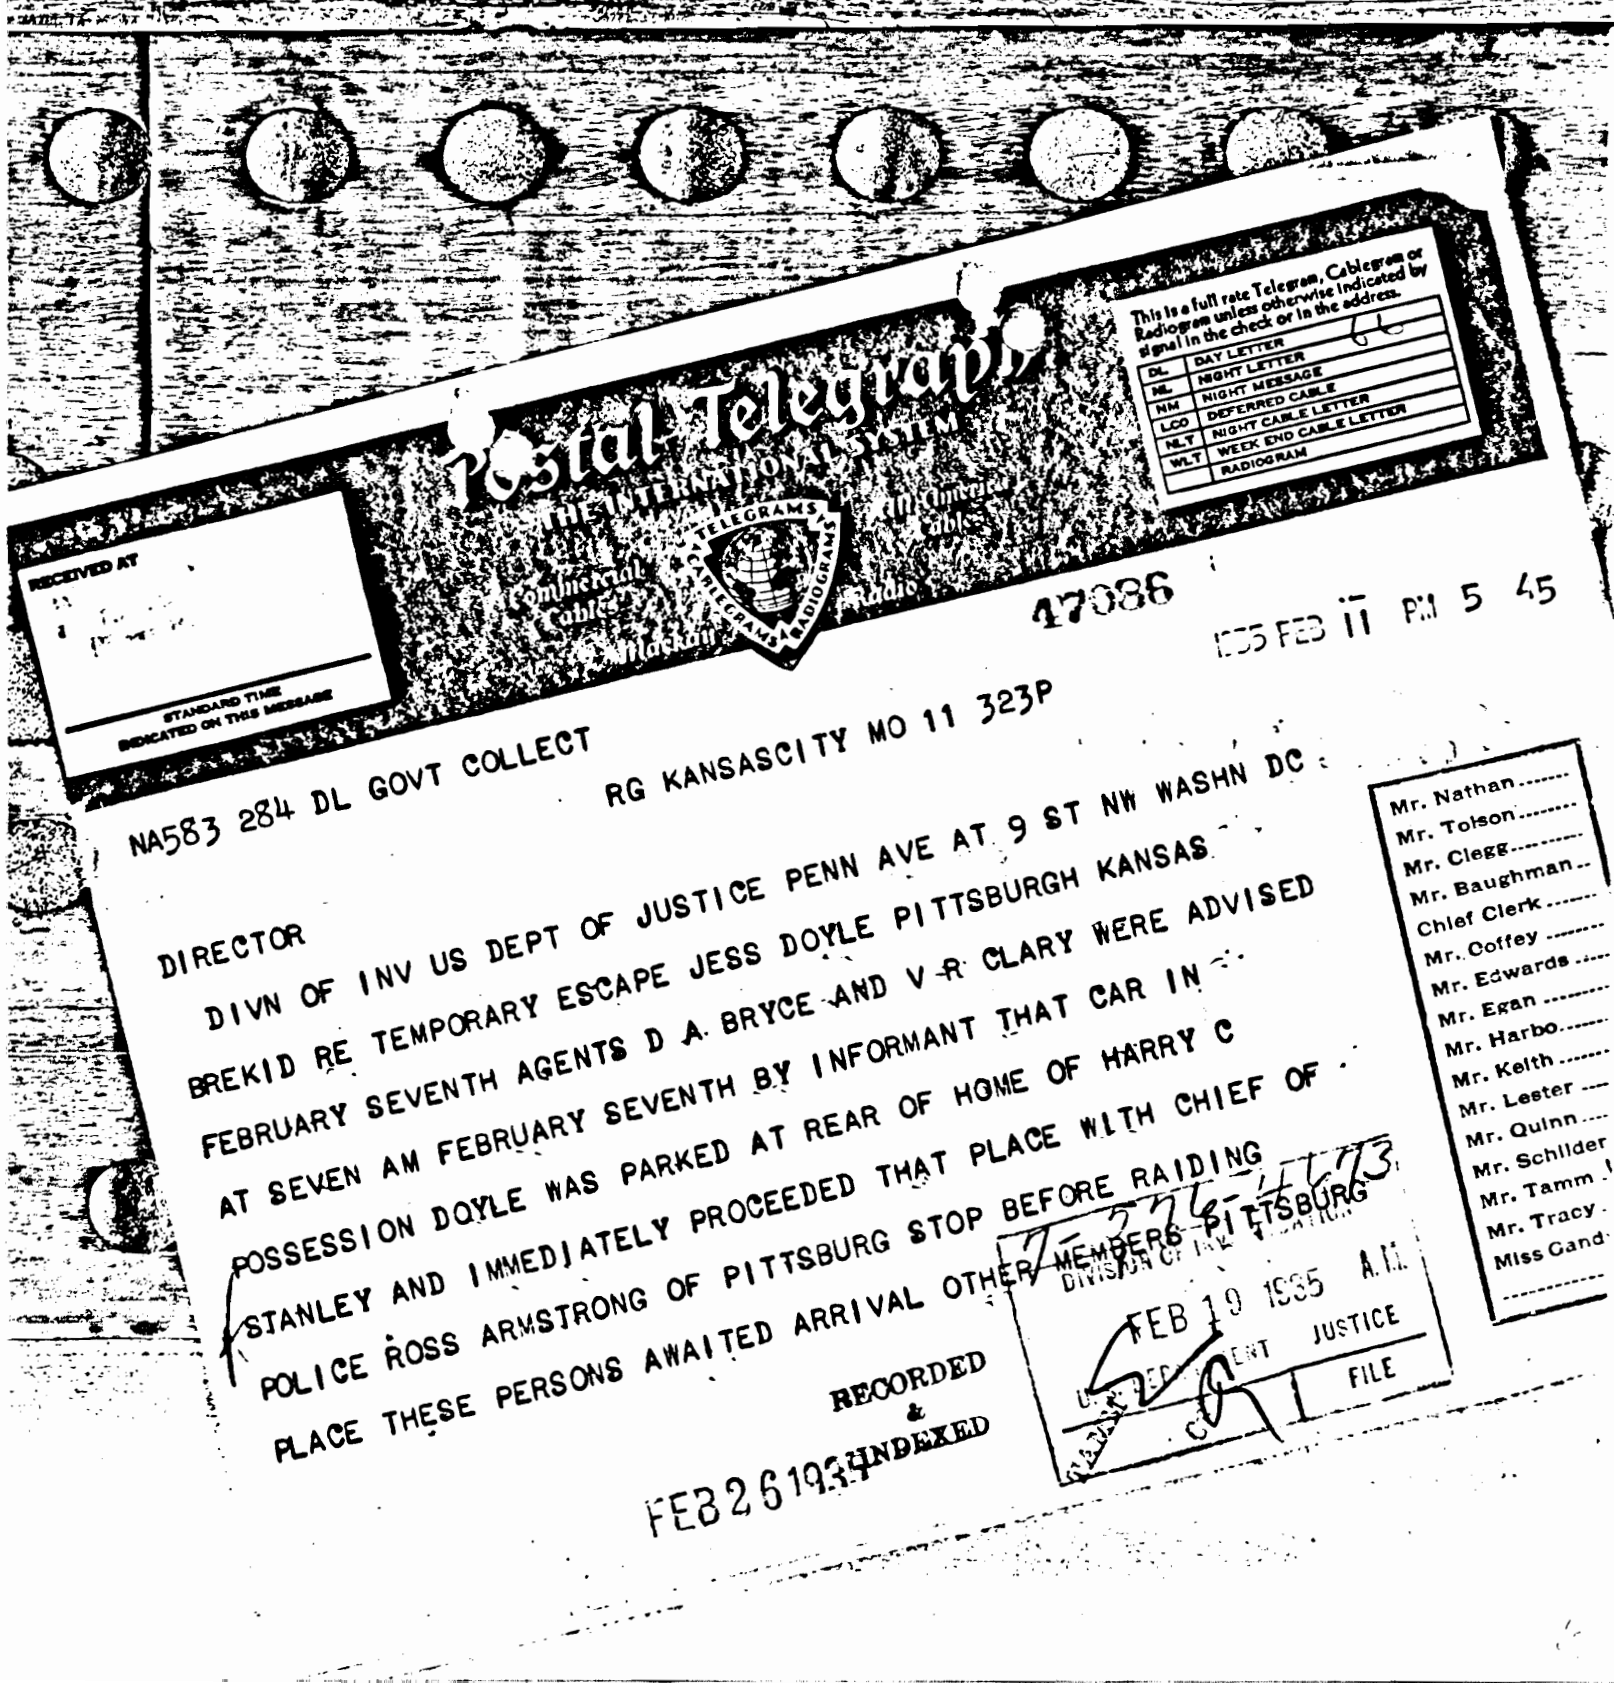 This is a full rate Telegram, Cablegram or
Radiogram unless otherwise indicated by
signal in the check or in the address.
DL DAY LETTER
NL NIGHT LETTER
NM NIGHT MESSAGE
LCO DEFERRED CABLE
NLT NIGHT CABLE LETTER
WLT WEEK END CABLE LETTER
RADIOGRAM
Postal Telegraph
THE INTERNATIONAL SYSTEM
Commercial
Cables
All America
Cables
Mackay
Radio
TELEGRAMS
CABLEGRAMS
RADIOGRAMS
RECEIVED AT
STANDARD TIME
INDICATED ON THIS MESSAGE
47086
1935 FEB 11 PM 5 45
NA583 284 DL GOVT COLLECT
RG KANSASCITY MO 11 323P
DIRECTOR
DIVN OF INV US DEPT OF JUSTICE PENN AVE AT 9 ST NW WASHN DC
BREKID RE TEMPORARY ESCAPE JESS DOYLE PITTSBURGH KANSAS
FEBRUARY SEVENTH AGENTS D A BRYCE AND V R CLARY WERE ADVISED
AT SEVEN AM FEBRUARY SEVENTH BY INFORMANT THAT CAR IN
POSSESSION DOYLE WAS PARKED AT REAR OF HOME OF HARRY C
STANLEY AND IMMEDIATELY PROCEEDED THAT PLACE WITH CHIEF OF
POLICE ROSS ARMSTRONG OF PITTSBURG STOP BEFORE RAIDING
PLACE THESE PERSONS AWAITED ARRIVAL OTHER MEMBERS PITTSBURG
Mr. Nathan
Mr. Tolson
Mr. Clegg
Mr. Baughman
Chief Clerk
Mr. Coffey
Mr. Edwards
Mr. Egan
Mr. Harbo
Mr. Keith
Mr. Lester
Mr. Quinn
Mr. Schilder
Mr. Tamm
Mr. Tracy
Miss Gandy
DIVISION OF INVESTIGATION
FEB 19 1935 A.M.
U.S. DEPARTMENT JUSTICE
FILE
RECORDED
&
INDEXED
FEB 26 1935